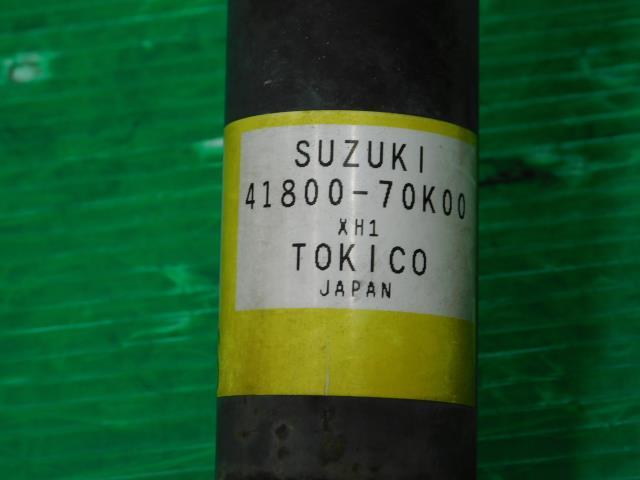 SUZUKI
41800-70K00
XH1
TOKICO
JAPAN